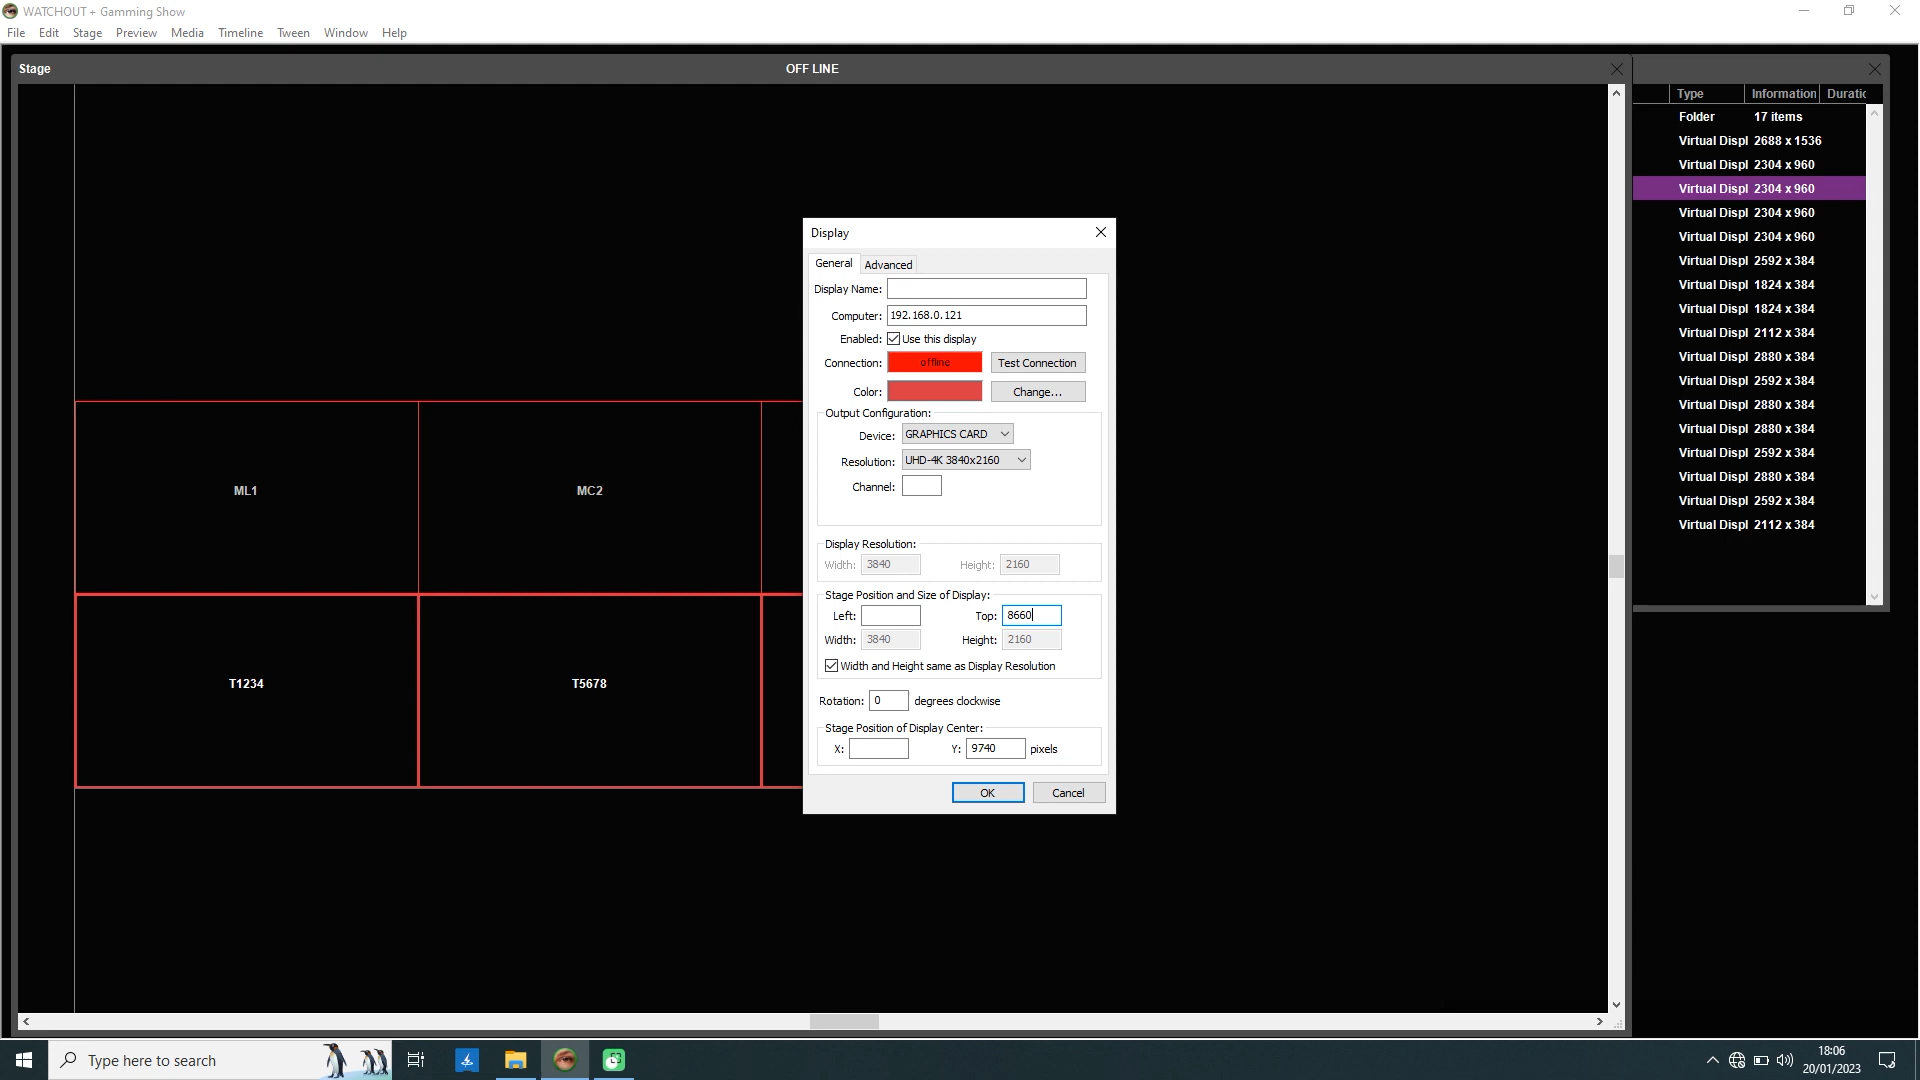 WATCHOUT + Gamming Show
File Edit Stage Preview Media Timeline Tween Window Help
Stage OFF LINE
Type Information Duratic
Folder 17 items
Virtual Displ 2688 x 1536
Virtual Displ 2304 x 960
Virtual Displ 2304 x 960
Virtual Displ 2304 x 960
Virtual Displ 2304 x 960
Virtual Displ 2592 x 384
Virtual Displ 1824 x 384
Virtual Displ 1824 x 384
Virtual Displ 2112 x 384
Virtual Displ 2880 x 384
Virtual Displ 2592 x 384
Virtual Displ 2880 x 384
Virtual Displ 2880 x 384
Virtual Displ 2592 x 384
Virtual Displ 2880 x 384
Virtual Displ 2592 x 384
Virtual Displ 2112 x 384
ML1 MC2
T1234 T5678
Display
General Advanced
Display Name:
Computer: 192.168.0.121
Enabled: Use this display
Connection: offline Test Connection
Color: Change...
Output Configuration:
Device: GRAPHICS CARD
Resolution: UHD-4K 3840x2160
Channel:
Display Resolution:
Width: 3840 Height: 2160
Stage Position and Size of Display:
Left: Top: 8660
Width: 3840 Height: 2160
Width and Height same as Display Resolution
Rotation: 0 degrees clockwise
Stage Position of Display Center:
X: Y: 9740 pixels
OK Cancel
Type here to search
18:06
20/01/2023